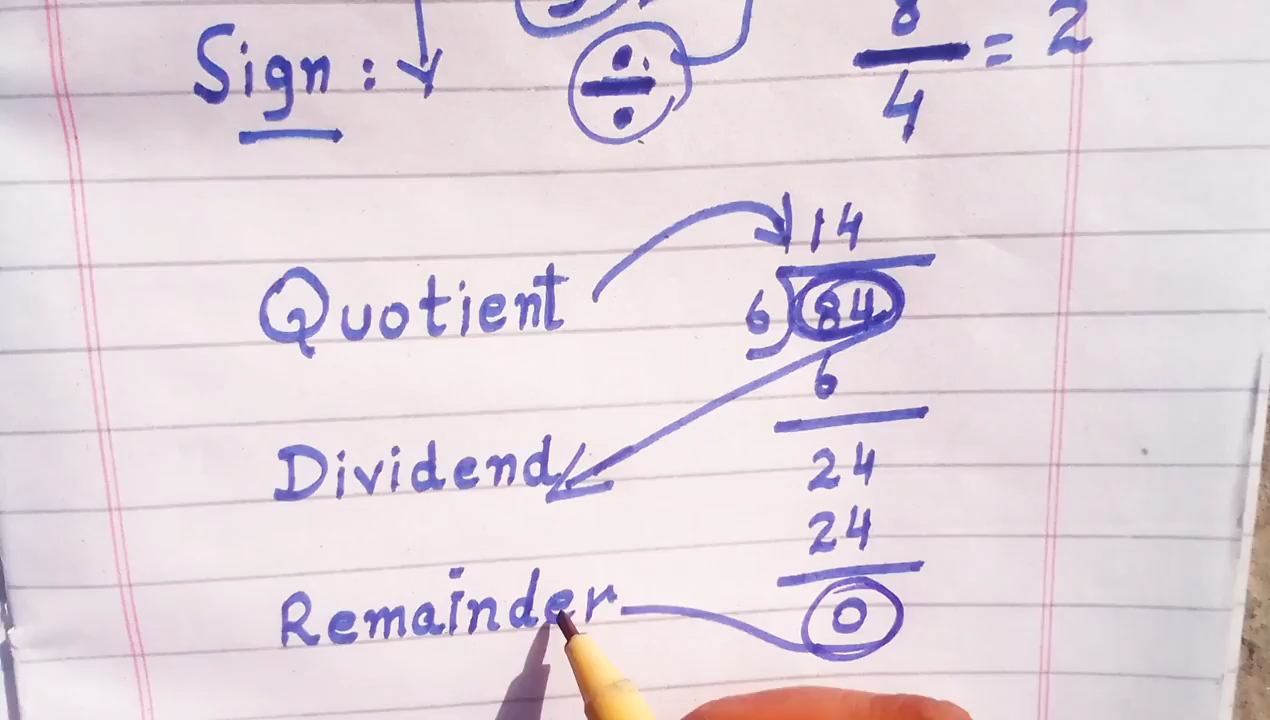 8
Sign : ÷ — = 2
4
14
Quotient 6 84
6
Dividend 24
24
Remainder 0